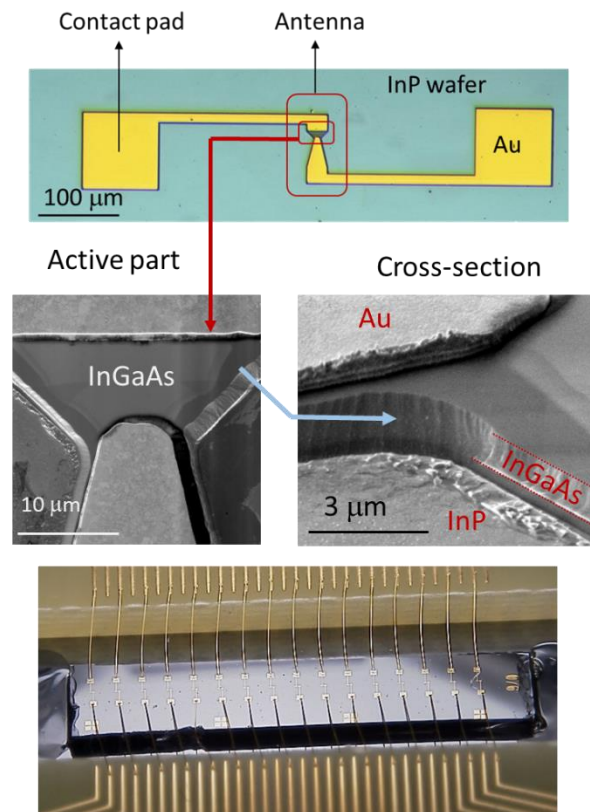 Contact pad
Antenna
InP wafer
Au
100 μm
Active part
Cross-section
InGaAs
10 μm
Au
InGaAs
3 μm
InP